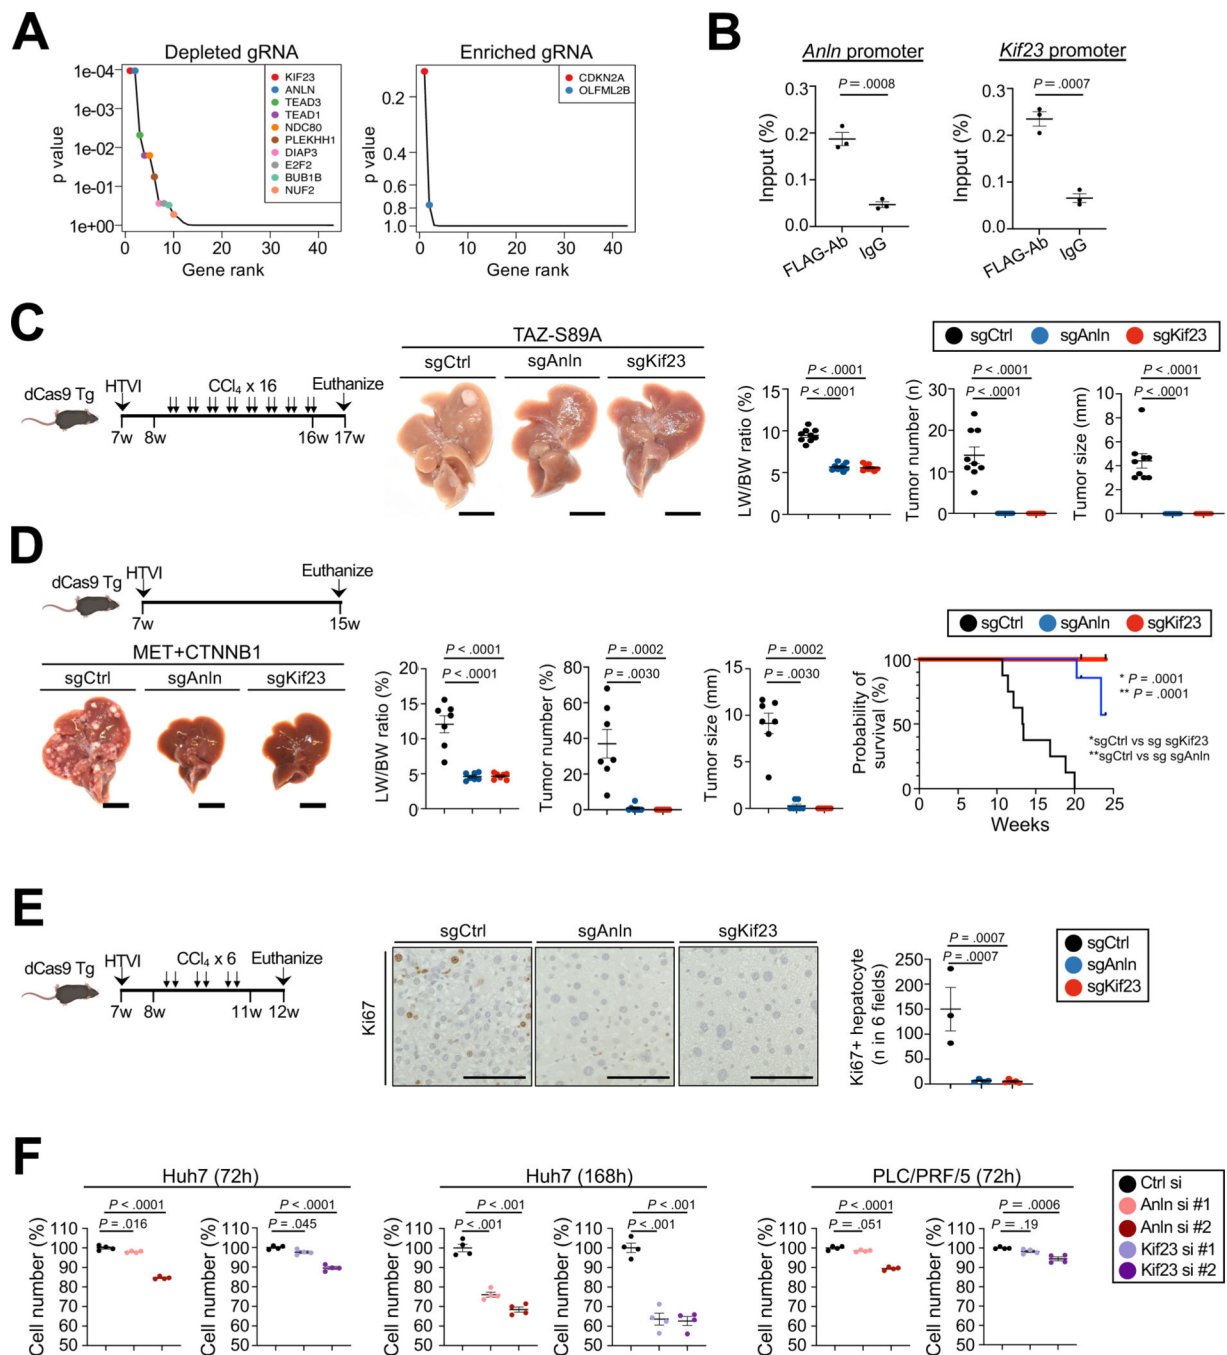 A
Depleted gRNA
1e-04
1e-03
1e-02
1e-01
1e+00
p value
0 10 20 30 40
Gene rank
KIF23
ANLN
TEAD3
TEAD1
NDC80
PLEKHH1
DIAP3
E2F2
BUB1B
NUF2
Enriched gRNA
0.2
0.4
0.6
0.8
1.0
p value
0 10 20 30 40
Gene rank
CDKN2A
OLFML2B
B
Anln promoter
P = .0008
0.3
0.2
0.1
0.0
Inpput (%)
FLAG-Ab
IgG
Kif23 promoter
P = .0007
0.3
0.2
0.1
0.0
Inpput (%)
FLAG-Ab
IgG
C
dCas9 Tg
HTVI
CCl4 x 16
Euthanize
7w 8w 16w 17w
TAZ-S89A
sgCtrl sgAnln sgKif23
sgCtrl sgAnln sgKif23
P < .0001
P < .0001
15
10
5
0
LW/BW ratio (%)
P < .0001
P < .0001
30
20
10
0
Tumor number (n)
P < .0001
P < .0001
10
8
6
4
2
0
Tumor size (mm)
D
dCas9 Tg
HTVI
Euthanize
7w 15w
MET+CTNNB1
sgCtrl sgAnln sgKif23
P < .0001
P < .0001
20
15
10
5
0
LW/BW ratio (%)
P = .0002
P = .0030
80
60
40
20
0
Tumor number (%)
P = .0002
P = .0030
15
10
5
0
Tumor size (mm)
sgCtrl sgAnln sgKif23
100
50
0
Probability of
survival (%)
* P = .0001
** P = .0001
*sgCtrl vs sg sgKif23
**sgCtrl vs sg sgAnln
0 5 10 15 20 25
Weeks
E
dCas9 Tg
HTVI
CCl4 x 6
Euthanize
7w 8w 11w 12w
sgCtrl sgAnln sgKif23
Ki67
P = .0007
P = .0007
250
200
150
100
50
0
Ki67+ hepatocyte
(n in 6 fields)
sgCtrl
sgAnln
sgKif23
F
Huh7 (72h)
P < .0001
P = .016
110
100
90
80
70
60
50
Cell number (%)
P < .0001
P = .045
110
100
90
80
70
60
50
Cell number (%)
Huh7 (168h)
P < .001
P < .001
110
100
90
80
70
60
50
Cell number (%)
P < .001
P < .001
110
100
90
80
70
60
50
Cell number (%)
PLC/PRF/5 (72h)
P < .0001
P = .051
110
100
90
80
70
60
50
Cell number (%)
P = .0006
P = .19
110
100
90
80
70
60
50
Cell number (%)
Ctrl si
Anln si #1
Anln si #2
Kif23 si #1
Kif23 si #2